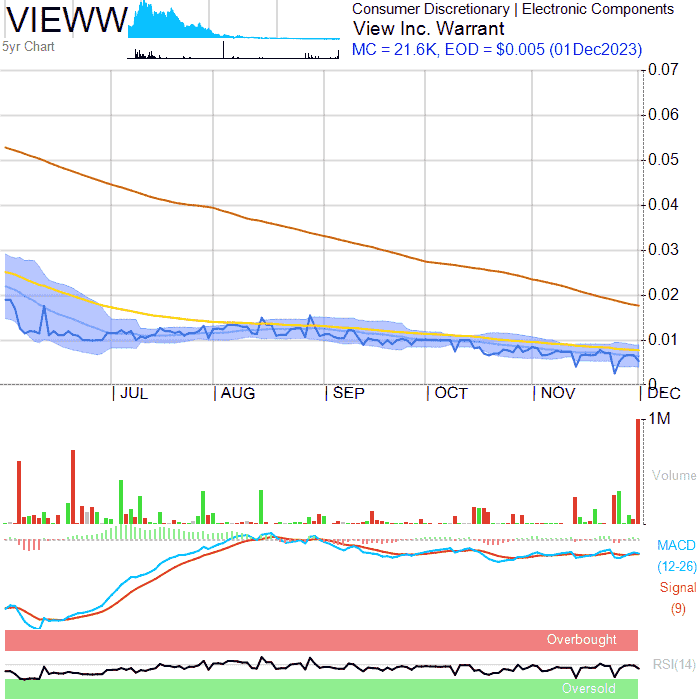 VIEWW
5yr Chart
Consumer Discretionary | Electronic Components
View Inc. Warrant
MC = 21.6K, EOD = $0.005 (01Dec2023)
0.07
0.06
0.05
0.04
0.03
0.02
0.01
0
JUL AUG SEP OCT NOV DEC
1M
Volume
MACD
(12-26)
Signal
(9)
Overbought
RSI(14)
Oversold